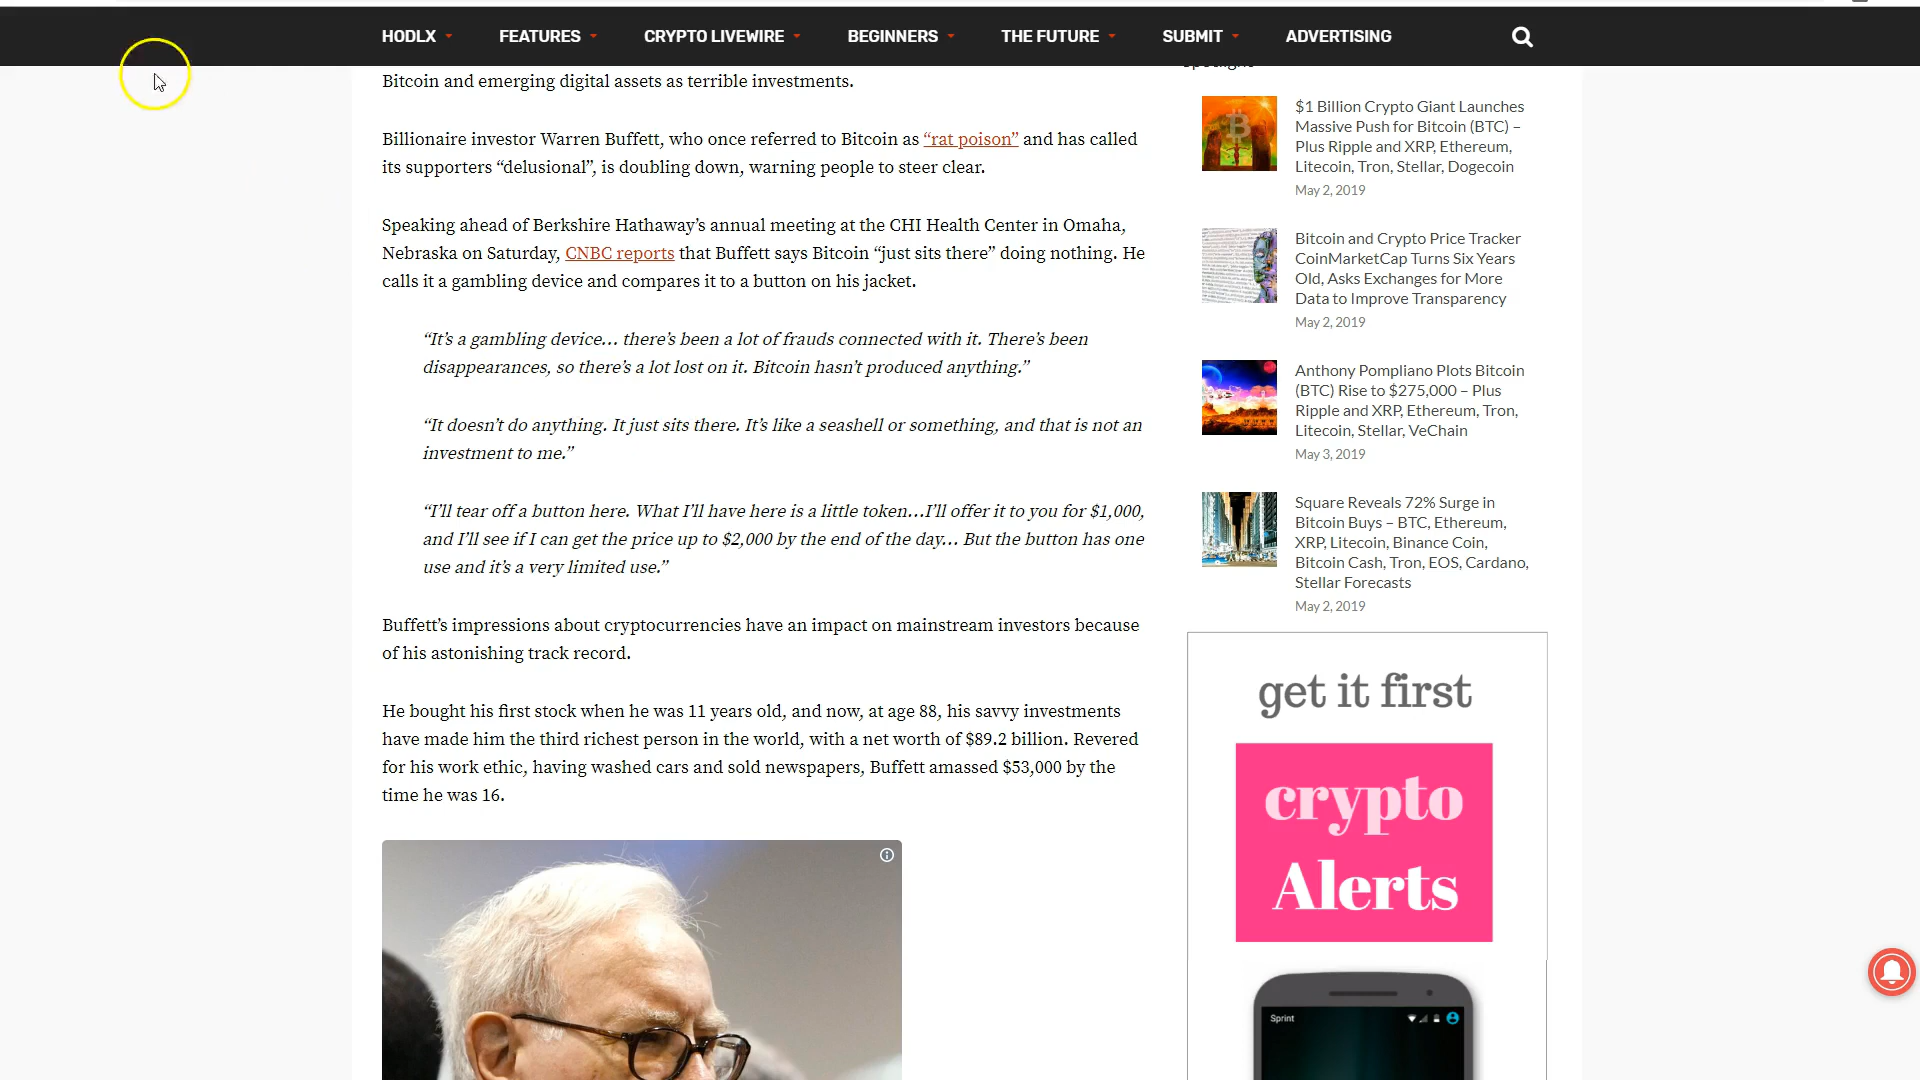 HODLX
FEATURES
CRYPTO LIVEWIRE
BEGINNERS
THE FUTURE
SUBMIT
ADVERTISING
Bitcoin and emerging digital assets as terrible investments.
Billionaire investor Warren Buffett, who once referred to Bitcoin as “rat poison” and has called
its supporters “delusional”, is doubling down, warning people to steer clear.
Speaking ahead of Berkshire Hathaway’s annual meeting at the CHI Health Center in Omaha,
Nebraska on Saturday, CNBC reports that Buffett says Bitcoin “just sits there” doing nothing. He
calls it a gambling device and compares it to a button on his jacket.
“It’s a gambling device… there’s been a lot of frauds connected with it. There’s been
disappearances, so there’s a lot lost on it. Bitcoin hasn’t produced anything.”
“It doesn’t do anything. It just sits there. It’s like a seashell or something, and that is not an
investment to me.”
“I’ll tear off a button here. What I’ll have here is a little token…I’ll offer it to you for $1,000,
and I’ll see if I can get the price up to $2,000 by the end of the day… But the button has one
use and it’s a very limited use.”
Buffett’s impressions about cryptocurrencies have an impact on mainstream investors because
of his astonishing track record.
He bought his first stock when he was 11 years old, and now, at age 88, his savvy investments
have made him the third richest person in the world, with a net worth of $89.2 billion. Revered
for his work ethic, having washed cars and sold newspapers, Buffett amassed $53,000 by the
time he was 16.
$1 Billion Crypto Giant Launches
Massive Push for Bitcoin (BTC) –
Plus Ripple and XRP, Ethereum,
Litecoin, Tron, Stellar, Dogecoin
May 2, 2019
Bitcoin and Crypto Price Tracker
CoinMarketCap Turns Six Years
Old, Asks Exchanges for More
Data to Improve Transparency
May 2, 2019
Anthony Pompliano Plots Bitcoin
(BTC) Rise to $275,000 – Plus
Ripple and XRP, Ethereum, Tron,
Litecoin, Stellar, VeChain
May 3, 2019
Square Reveals 72% Surge in
Bitcoin Buys – BTC, Ethereum,
XRP, Litecoin, Binance Coin,
Bitcoin Cash, Tron, EOS, Cardano,
Stellar Forecasts
May 2, 2019
get it first
crypto
Alerts
Sprint